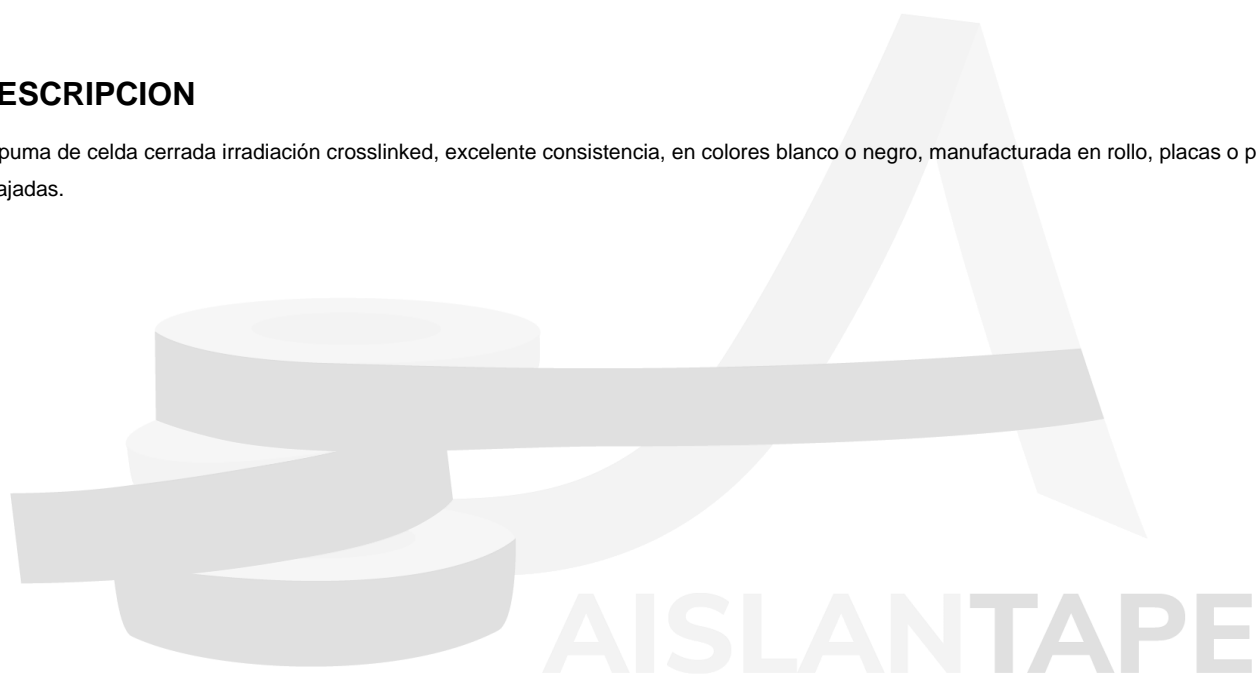 ESCRIPCION
puma de celda cerrada irradiación crosslinked, excelente consistencia, en colores blanco o negro, manufacturada en rollo, placas o p
ajadas.
AISLANTAPE